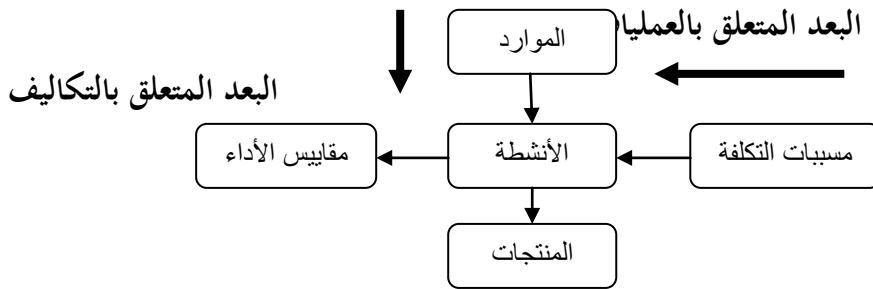 البعد المتعلق بالعمليا
الموارد
البعد المتعلق بالتكاليف
مسببات التكلفة
الأنشطة
مقاييس الأداء
المنتجات